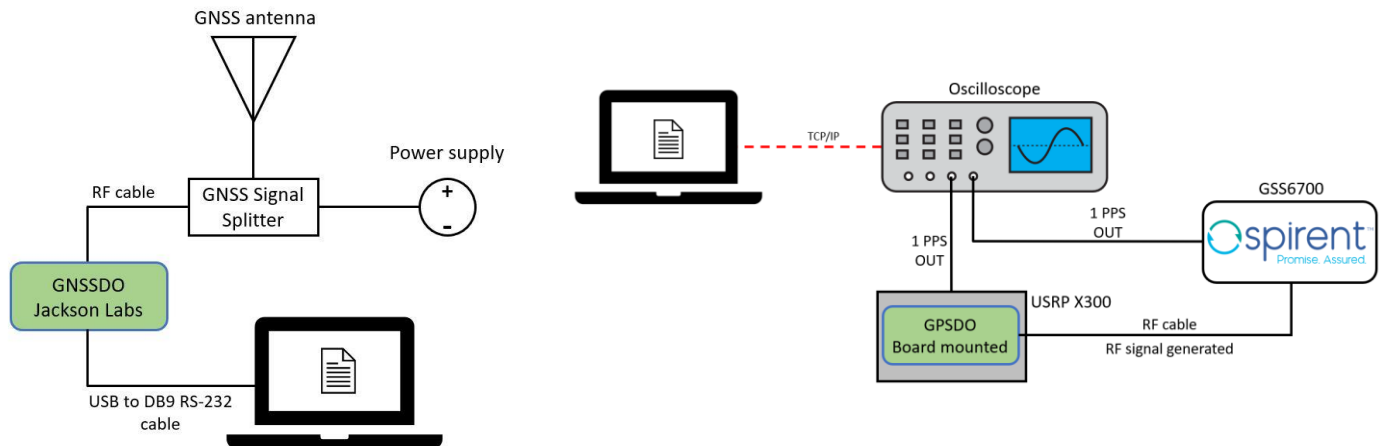 GNSS antenna
Power supply
+
-
RF cable
GNSS Signal
Splitter
GNSSDO
Jackson Labs
USB to DB9 RS-232
cable
Oscilloscope
TCP/IP
GSS6700
spirent™
Promise. Assured.
1 PPS
OUT
1 PPS
OUT
USRP X300
GPSDO
Board mounted
RF cable
RF signal generated